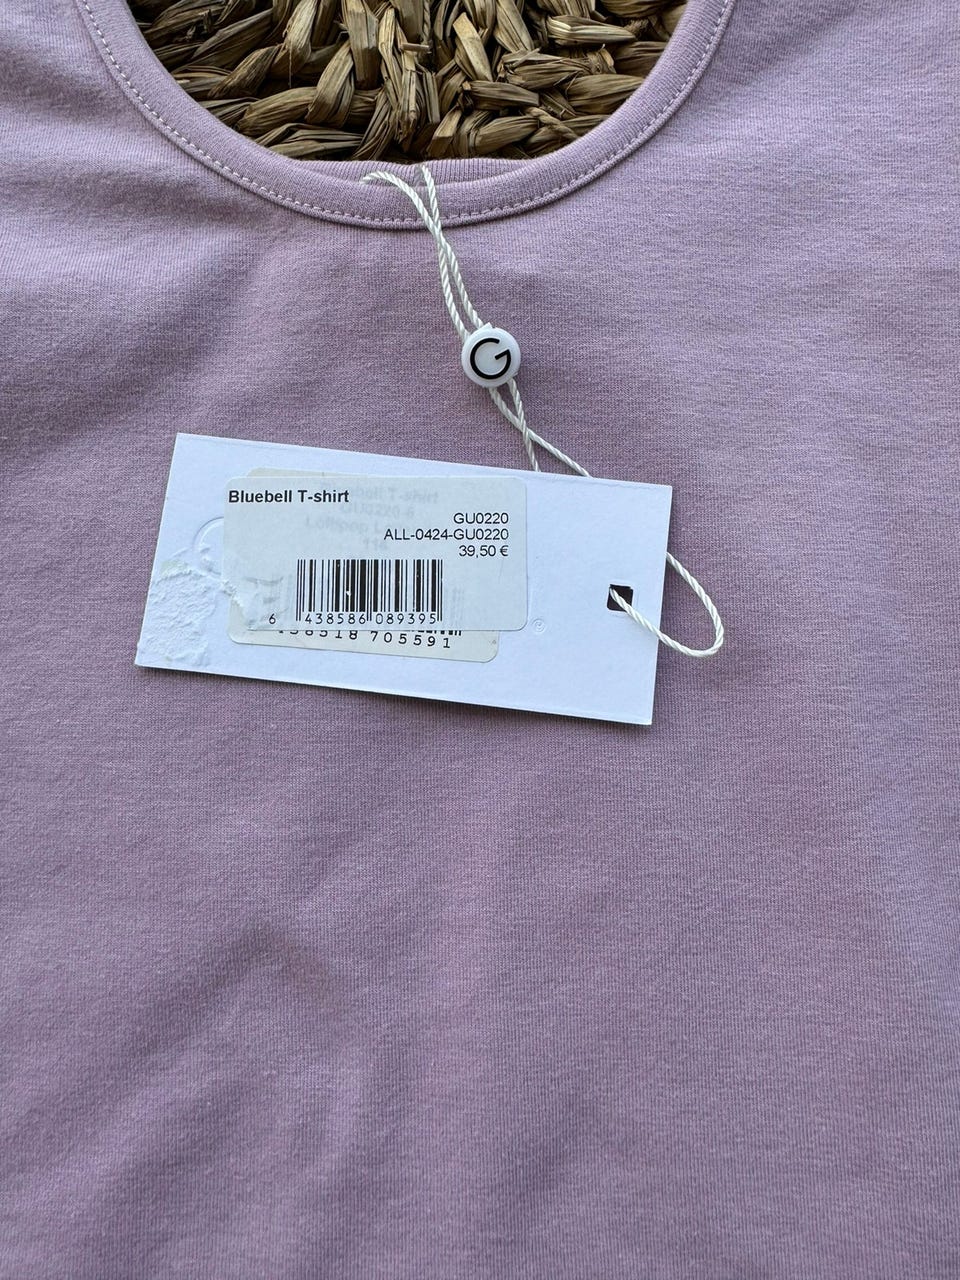 G
Bluebell T-shirt
GU0220
ALL-0424-GU0220
39,50 €
6 438586 089395
705591